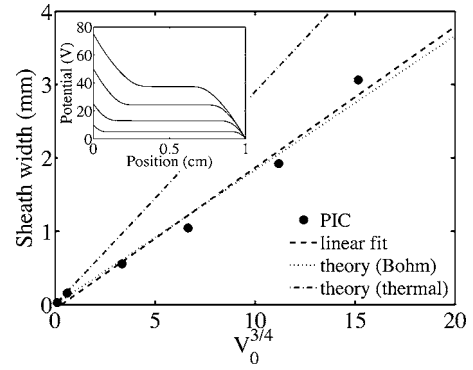 4
3
2
1
0
Sheath width (mm)
80
60
40
20
0
Potential (V)
0
0.5
1
Position (cm)
PIC
linear fit
theory (Bohm)
theory (thermal)
0
5
10
15
20
V₀^3/4